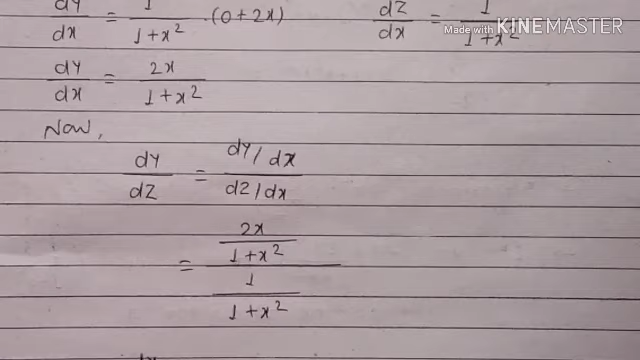 dy/dx = 1/(1+x²) ·(0+2x)
dz/dx = 1/(1+x²)
Made with KINEMASTER
dy/dx = 2x/(1+x²)
Now,
dy/dz = (dy/dx)/(dz/dx)
= (2x/(1+x²))/(1/(1+x²))